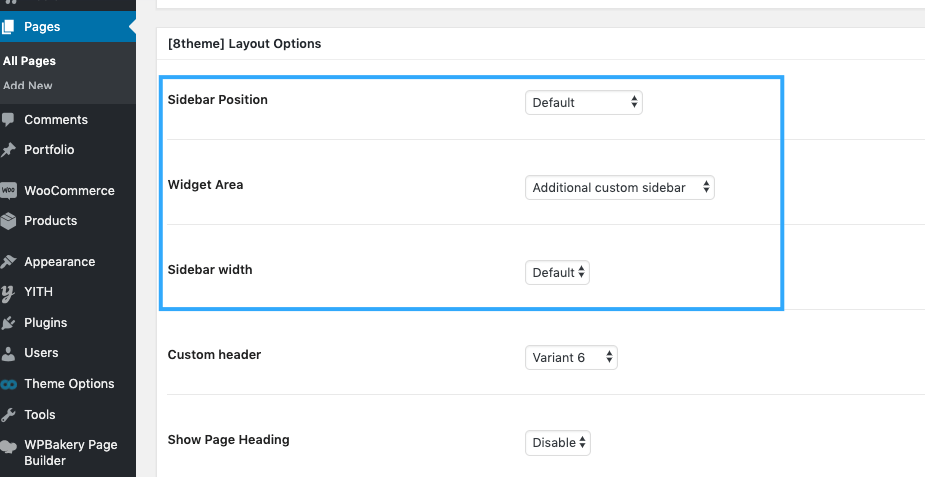 Pages
All Pages
Add New
Comments
Portfolio
WOO
WooCommerce
Products
Appearance
YITH
Plugins
Users
Theme Options
Tools
WPBakery Page
Builder
[8theme] Layout Options
Sidebar Position
Default
Widget Area
Additional custom sidebar
Sidebar width
Default
Custom header
Variant 6
Show Page Heading
Disable